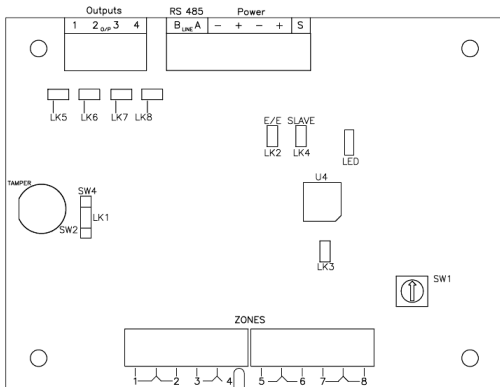 Outputs RS 485 Power
1 2 O/P 3 4 B LINE A − + − + S
LK5 LK6 LK7 LK8
E/E SLAVE
LK2 LK4 LED
U4
TAMPER
SW4
LK1
SW2
LK3
SW1
ZONES
1 2 3 4 5 6 7 8